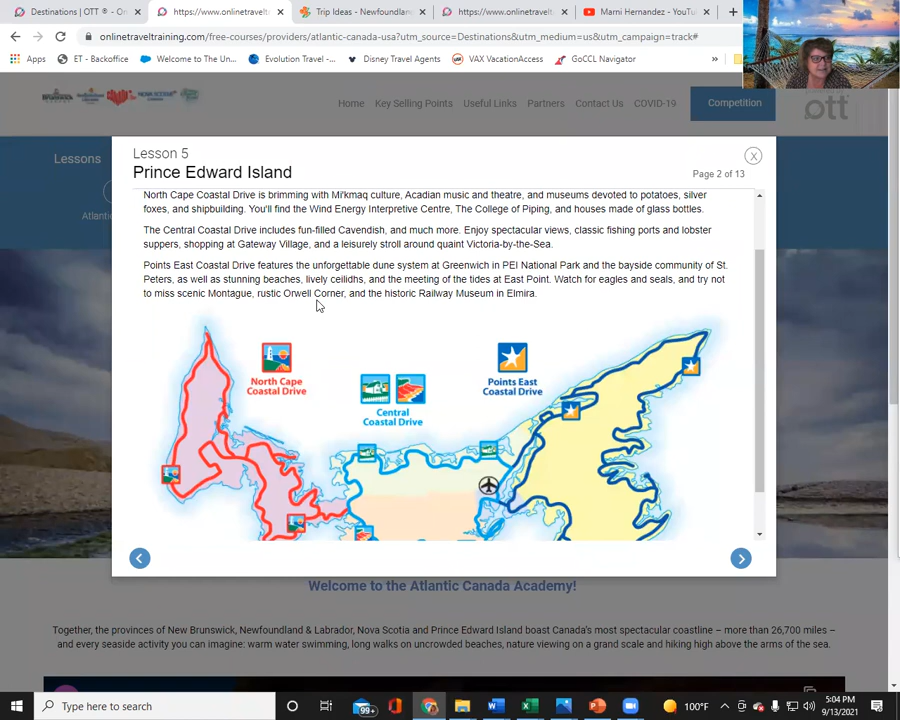 Destinations | OTT ® - O
https://www.onlinetravelt
Trip Ideas - Newfoundlan
https://www.onlinetravelt
Marni Hernandez - YouTu
onlinetraveltraining.com/free-courses/providers/atlantic-canada-usa?utm_source=Destinations&utm_medium=us&utm_campaign=track#
Apps
ET - Backoffice
Welcome to The Un...
Evolution Travel -...
Disney Travel Agents
VAX VacationAccess
GoCCL Navigator
»
Home
Key Selling Points
Useful Links
Partners
Contact Us
COVID-19
Competition
ott
Lessons
Atlantic
Lesson 5
Prince Edward Island
X
Page 2 of 13
North Cape Coastal Drive is brimming with Mi'kmaq culture, Acadian music and theatre, and museums devoted to potatoes, silver
foxes, and shipbuilding. You'll find the Wind Energy Interpretive Centre, The College of Piping, and houses made of glass bottles.
The Central Coastal Drive includes fun-filled Cavendish, and much more. Enjoy spectacular views, classic fishing ports and lobster
suppers, shopping at Gateway Village, and a leisurely stroll around quaint Victoria-by-the-Sea.
Points East Coastal Drive features the unforgettable dune system at Greenwich in PEI National Park and the bayside community of St.
Peters, as well as stunning beaches, lively ceilidhs, and the meeting of the tides at East Point. Watch for eagles and seals, and try not
to miss scenic Montague, rustic Orwell Corner, and the historic Railway Museum in Elmira.
North Cape
Coastal Drive
Central
Coastal Drive
Points East
Coastal Drive
Welcome to the Atlantic Canada Academy!
Together, the provinces of New Brunswick, Newfoundland & Labrador, Nova Scotia and Prince Edward Island boast Canada's most spectacular coastline – more than 26,700 miles –
and every seaside activity you can imagine: warm water swimming, long walks on uncrowded beaches, nature viewing on a grand scale and hiking high above the arms of the sea.
Type here to search
99+
100°F
5:04 PM
9/13/2021